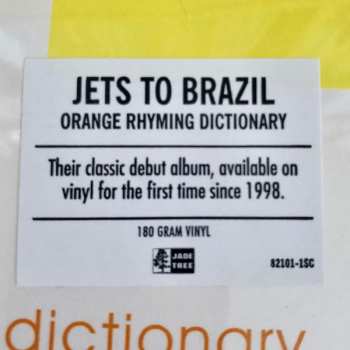 JETS TO BRAZIL
ORANGE RHYMING DICTIONARY
Their classic debut album, available on
vinyl for the first time since 1998.
180 GRAM VINYL
JADE
TREE
82101-1SC
dictionary